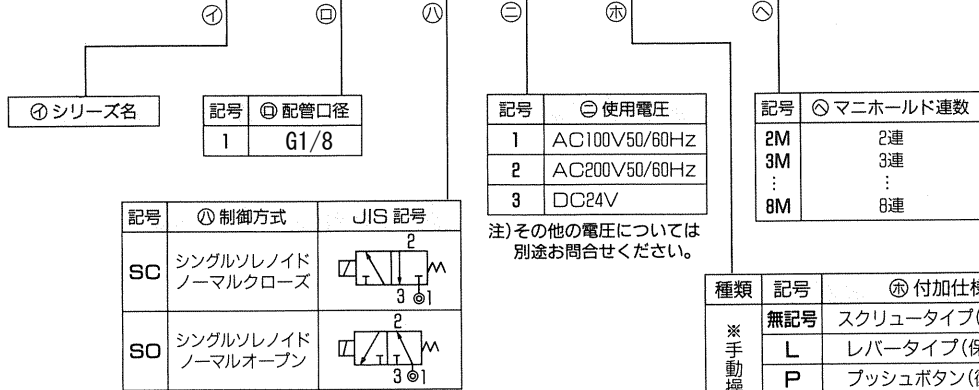 ㋑ ㋺ ㋩ ㋥ ㋭ ㋬
㋑シリーズ名
記号 ㋺配管口径
1 G1/8
記号 ㋩制御方式 JIS記号
SC シングルソレノイド
ノーマルクローズ
2
3 1
SO シングルソレノイド
ノーマルオープン
2
3 1
記号 ㋥使用電圧
1 AC100V50/60Hz
2 AC200V50/60Hz
3 DC24V
注)その他の電圧については
別途お問合せください。
記号 ㋬マニホールド連数
2M 2連
3M 3連
⋮ ⋮
8M 8連
種類 記号 ㋭付加仕
※手動操
無記号 スクリュータイプ(
L レバータイプ(保
P プッシュボタン(